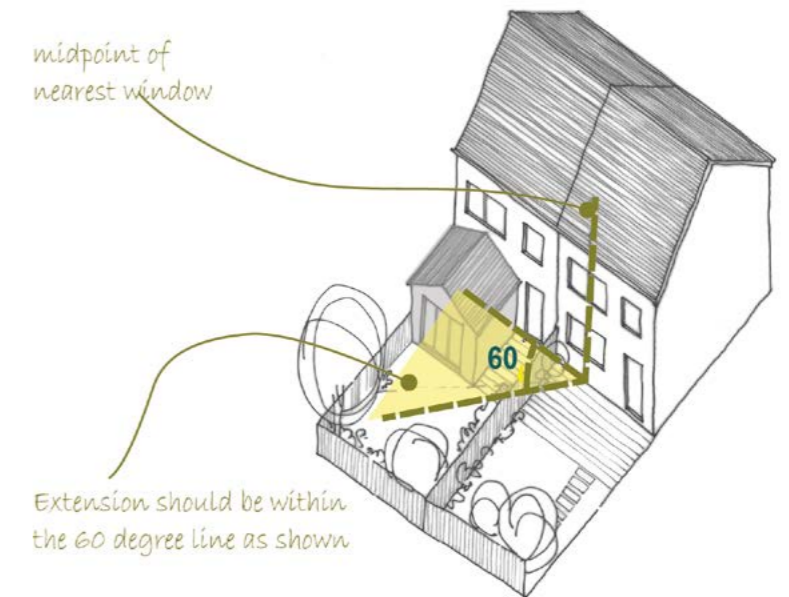 midpoint of
nearest window
60
Extension should be within
the 60 degree line as shown